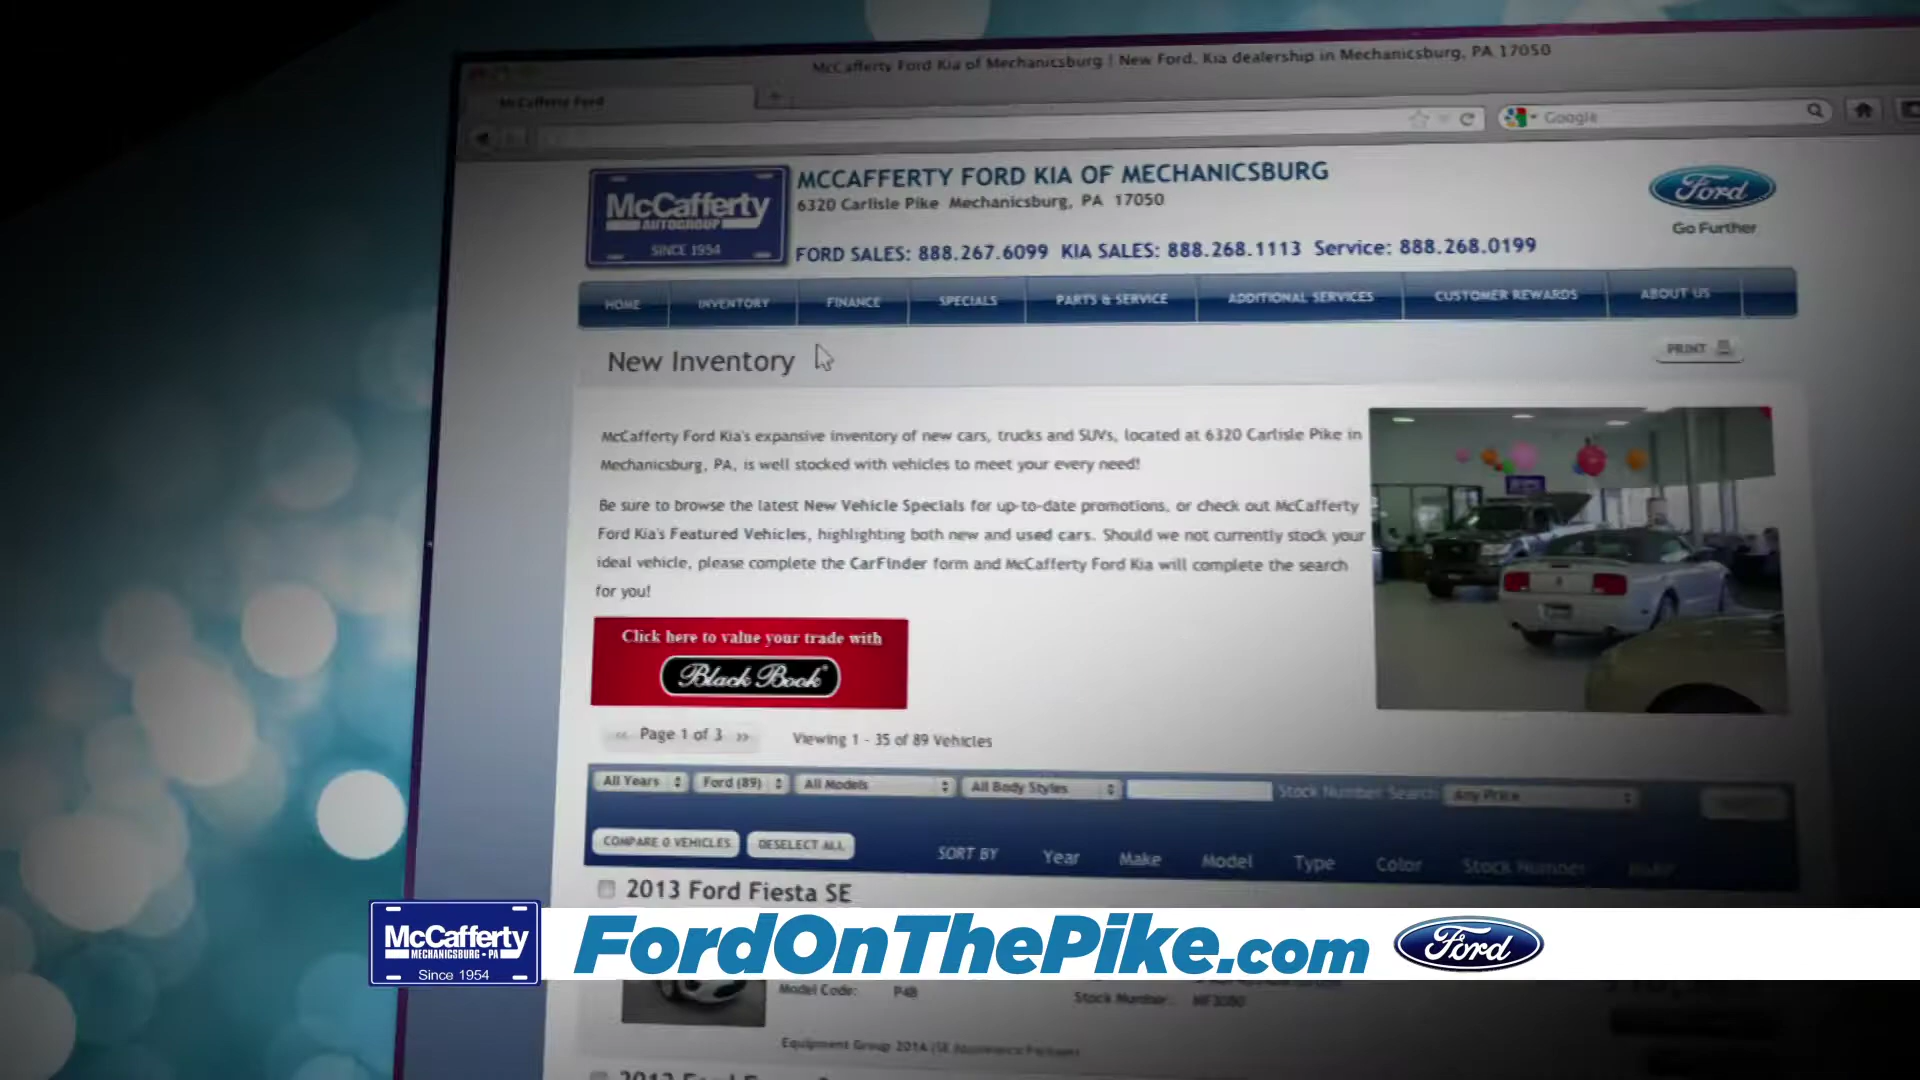 McCafferty Ford Kia of Mechanicsburg | New Ford, Kia dealership in Mechanicsburg, PA 17050
McCafferty Ford
Google
McCafferty
AUTOGROUP
SINCE 1954
MCCAFFERTY FORD KIA OF MECHANICSBURG
6320 Carlisle Pike Mechanicsburg, PA 17050
FORD SALES: 888.267.6099 KIA SALES: 888.268.1113 Service: 888.268.0199
Ford
Go Further
HOME INVENTORY FINANCE SPECIALS PARTS & SERVICE ADDITIONAL SERVICES CUSTOMER REWARDS ABOUT US
New Inventory
PRINT
McCafferty Ford Kia's expansive inventory of new cars, trucks and SUVs, located at 6320 Carlisle Pike in
Mechanicsburg, PA, is well stocked with vehicles to meet your every need!
Be sure to browse the latest New Vehicle Specials for up-to-date promotions, or check out McCafferty
Ford Kia's Featured Vehicles, highlighting both new and used cars. Should we not currently stock your
ideal vehicle, please complete the CarFinder form and McCafferty Ford Kia will complete the search
for you!
Click here to value your trade with
Black Book®
<< Page 1 of 3 >> Viewing 1 - 35 of 89 Vehicles
All Years Ford (89) All Models All Body Styles Stock Number Search Any Price
COMPARE 0 VEHICLES DESELECT ALL SORT BY Year Make Model Type Color Stock Number MSRP
2013 Ford Fiesta SE
McCafferty
MECHANICSBURG • PA
Since 1954
FordOnThePike.com
Ford
Model Code: P4B Stock Number:
Equipment Group 201A